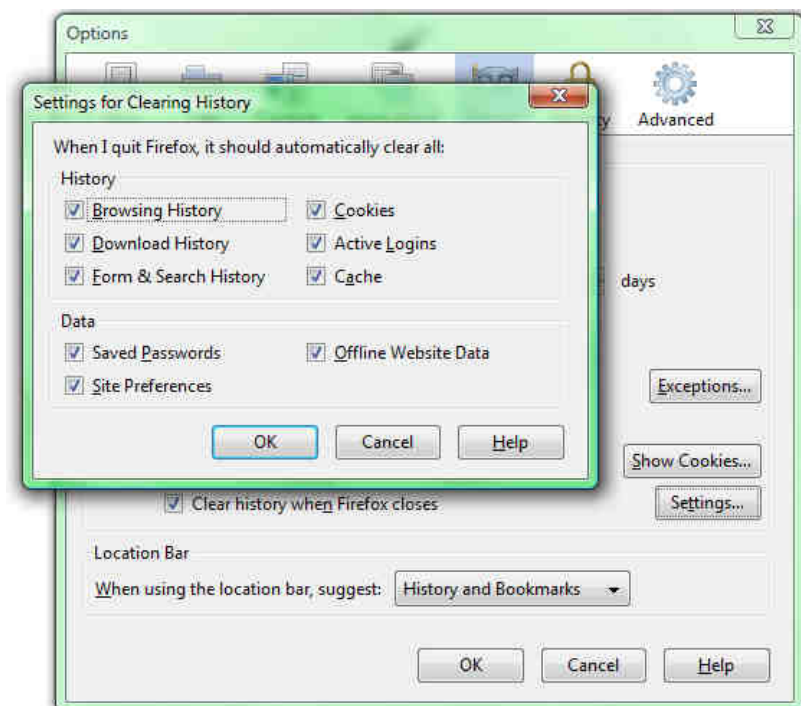 Options
Settings for Clearing History
Advanced
When I quit Firefox, it should automatically clear all:
History
Browsing History
Cookies
Download History
Active Logins
Form & Search History
Cache
days
Data
Saved Passwords
Offline Website Data
Site Preferences
Exceptions...
OK
Cancel
Help
Show Cookies...
Clear history when Firefox closes
Settings...
Location Bar
When using the location bar, suggest:
History and Bookmarks
OK
Cancel
Help